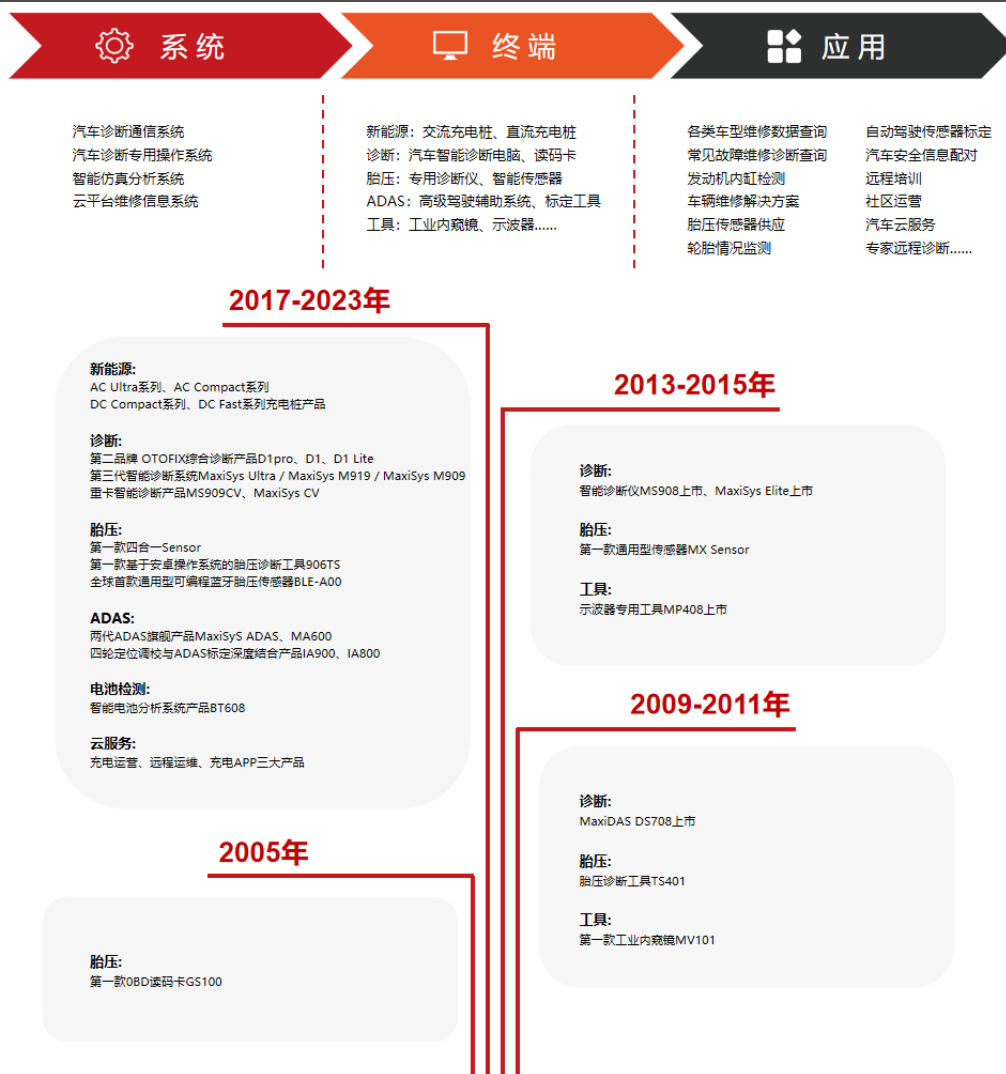 系统
终端
应用
汽车诊断通信系统
汽车诊断专用操作系统
智能仿真分析系统
云平台维修信息系统
新能源：交流充电桩、直流充电桩
诊断：汽车智能诊断电脑、读码卡
胎压：专用诊断仪、智能传感器
ADAS：高级驾驶辅助系统、标定工具
工具：工业内窥镜、示波器......
各类车型维修数据查询
常见故障维修诊断查询
发动机内缸检测
车辆维修解决方案
胎压传感器供应
轮胎情况监测
自动驾驶传感器标定
汽车安全信息配对
远程培训
社区运营
汽车云服务
专家远程诊断......
2017-2023年
新能源:
AC Ultra系列、AC Compact系列
DC Compact系列、DC Fast系列充电桩产品
诊断:
第二品牌 OTOFIX综合诊断产品D1pro、D1、D1 Lite
第三代智能诊断系统MaxiSys Ultra / MaxiSys M919 / MaxiSys M909
重卡智能诊断产品MS909CV、MaxiSys CV
胎压:
第一款四合一Sensor
第一款基于安卓操作系统的胎压诊断工具906TS
全球首款通用型可编程蓝牙胎压传感器BLE-A00
ADAS:
两代ADAS旗舰产品MaxiSyS ADAS、MA600
四轮定位调校与ADAS标定深度结合产品IA900、IA800
电池检测:
智能电池分析系统产品BT608
云服务:
充电运营、远程运维、充电APP三大产品
2013-2015年
诊断:
智能诊断仪MS908上市、MaxiSys Elite上市
胎压:
第一款通用型传感器MX Sensor
工具:
示波器专用工具MP408上市
2009-2011年
诊断:
MaxiDAS DS708上市
胎压:
胎压诊断工具TS401
工具:
第一款工业内窥镜MV101
2005年
胎压:
第一款0BD读码卡GS100